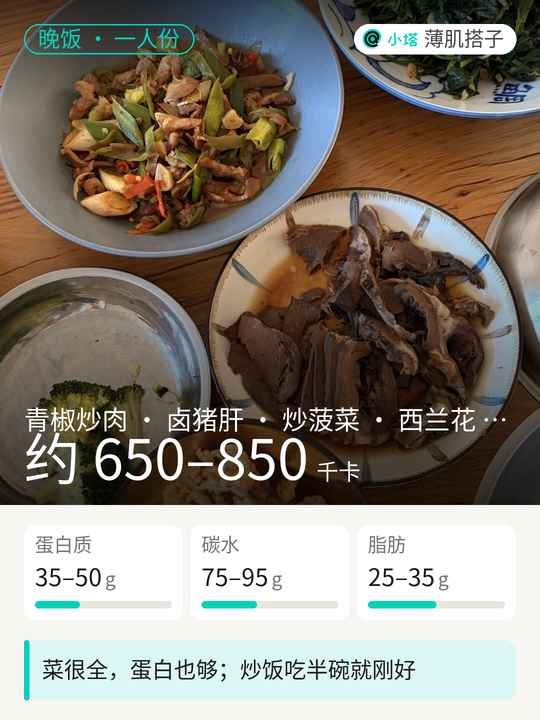 晚饭 · 一人份
小塔 薄肌搭子
青椒炒肉 · 卤猪肝 · 炒菠菜 · 西兰花 …
约 650–850 千卡
蛋白质
35–50 g
碳水
75–95 g
脂肪
25–35 g
菜很全，蛋白也够；炒饭吃半碗就刚好